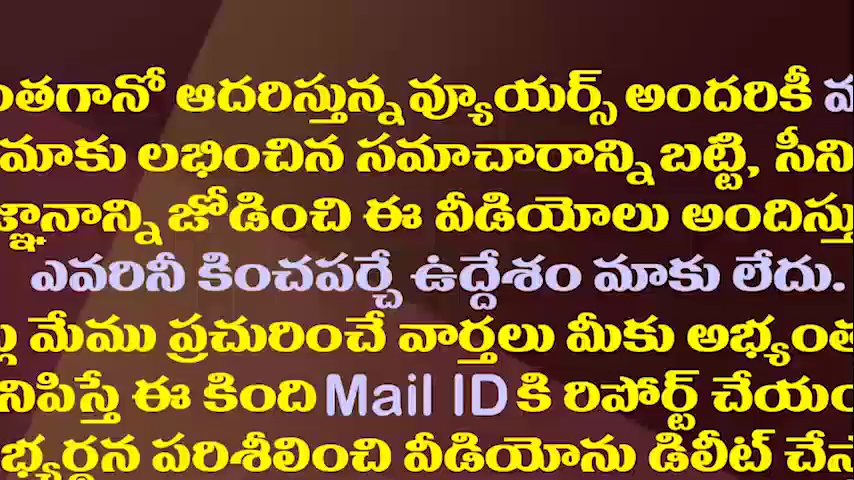 ంతగానో ఆదరిస్తున్న వ్యూయర్స్ అందరికీ
మాకు లభించిన సమాచారాన్ని బట్టి, సీని
జ్ఞానాన్ని జోడించి ఈ వీడియోలు అందిస్తు
ఎవరినీ కించపర్చే ఉద్దేశం మాకు లేదు.
మేము ప్రచురించే వార్తలు మీకు అభ్యంత
నిపిస్తే ఈ కింది Mail ID కి రిపోర్ట్ చేయం
భ్యర్థన పరిశీలించి వీడియోను డిలీట్ చేస